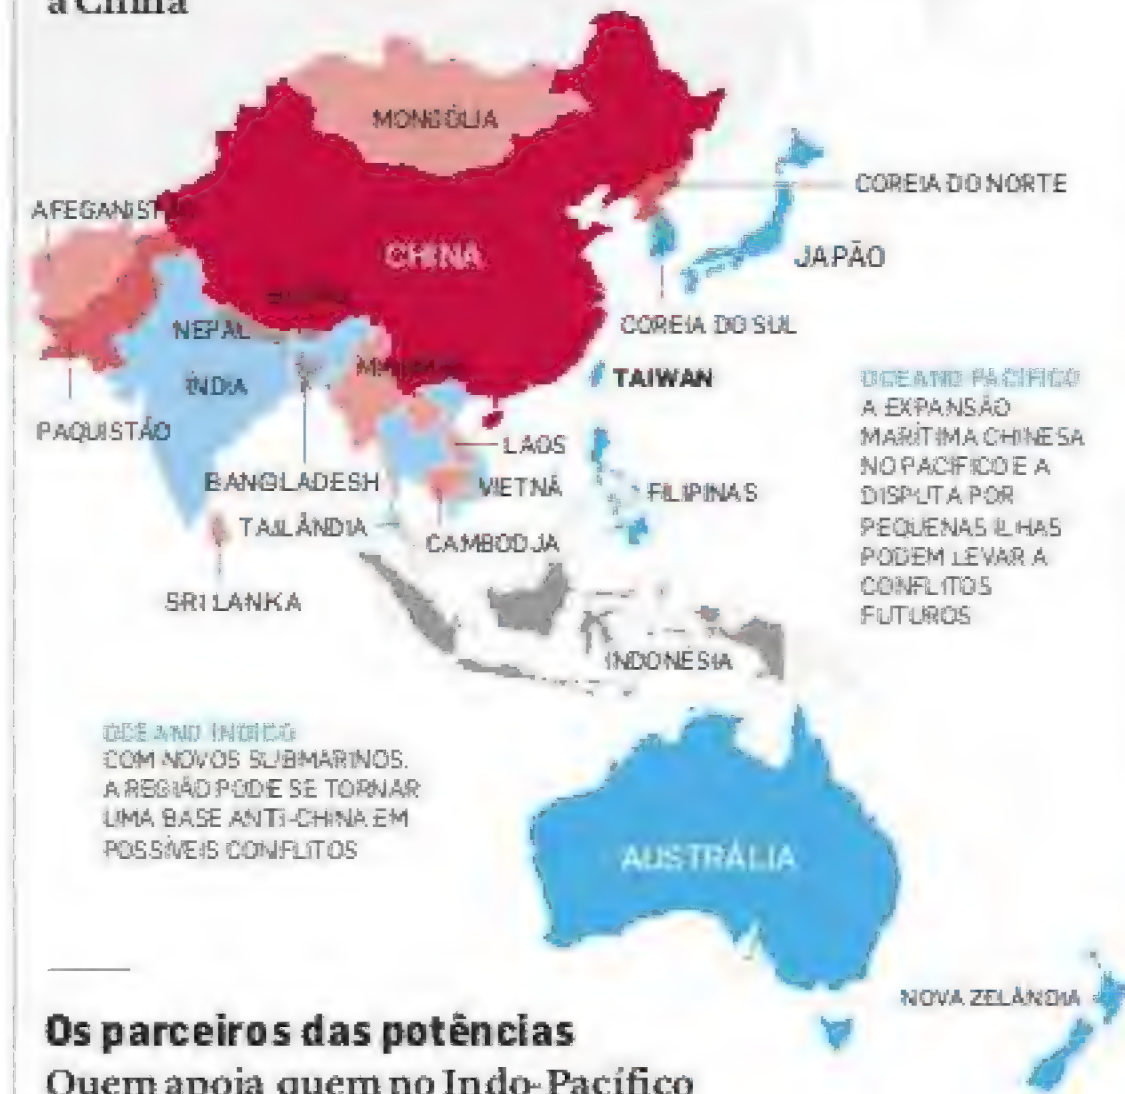 a China
MONGÓLIA
COREIA DO NORTE
AFEGANISTÃO
CHINA
JAPÃO
COREIA DO SUL
NEPAL
ÍNDIA
TAIWAN
PAQUISTÃO
LAOS
BANGLADESH
VIETNÃ
FILIPINAS
TAILÂNDIA
CAMBODJA
SRI LANKA
INDONÉSIA
OCEANO PACÍFICO
A EXPANSÃO
MARÍTIMA CHINESA
NO PACÍFICO E A
DISPUTA POR
PEQUENAS ILHAS
PODEM LEVAR A
CONFLITOS
FUTUROS
OCEANO ÍNDICO
COM NOVOS SUBMARINOS,
A REGIÃO PODE SE TORNAR
UMA BASE ANTI-CHINA EM
POSSÍVEIS CONFLITOS
AUSTRÁLIA
NOVA ZELÂNDIA
Os parceiros das potências
Quem apoia quem no Indo-Pacífico